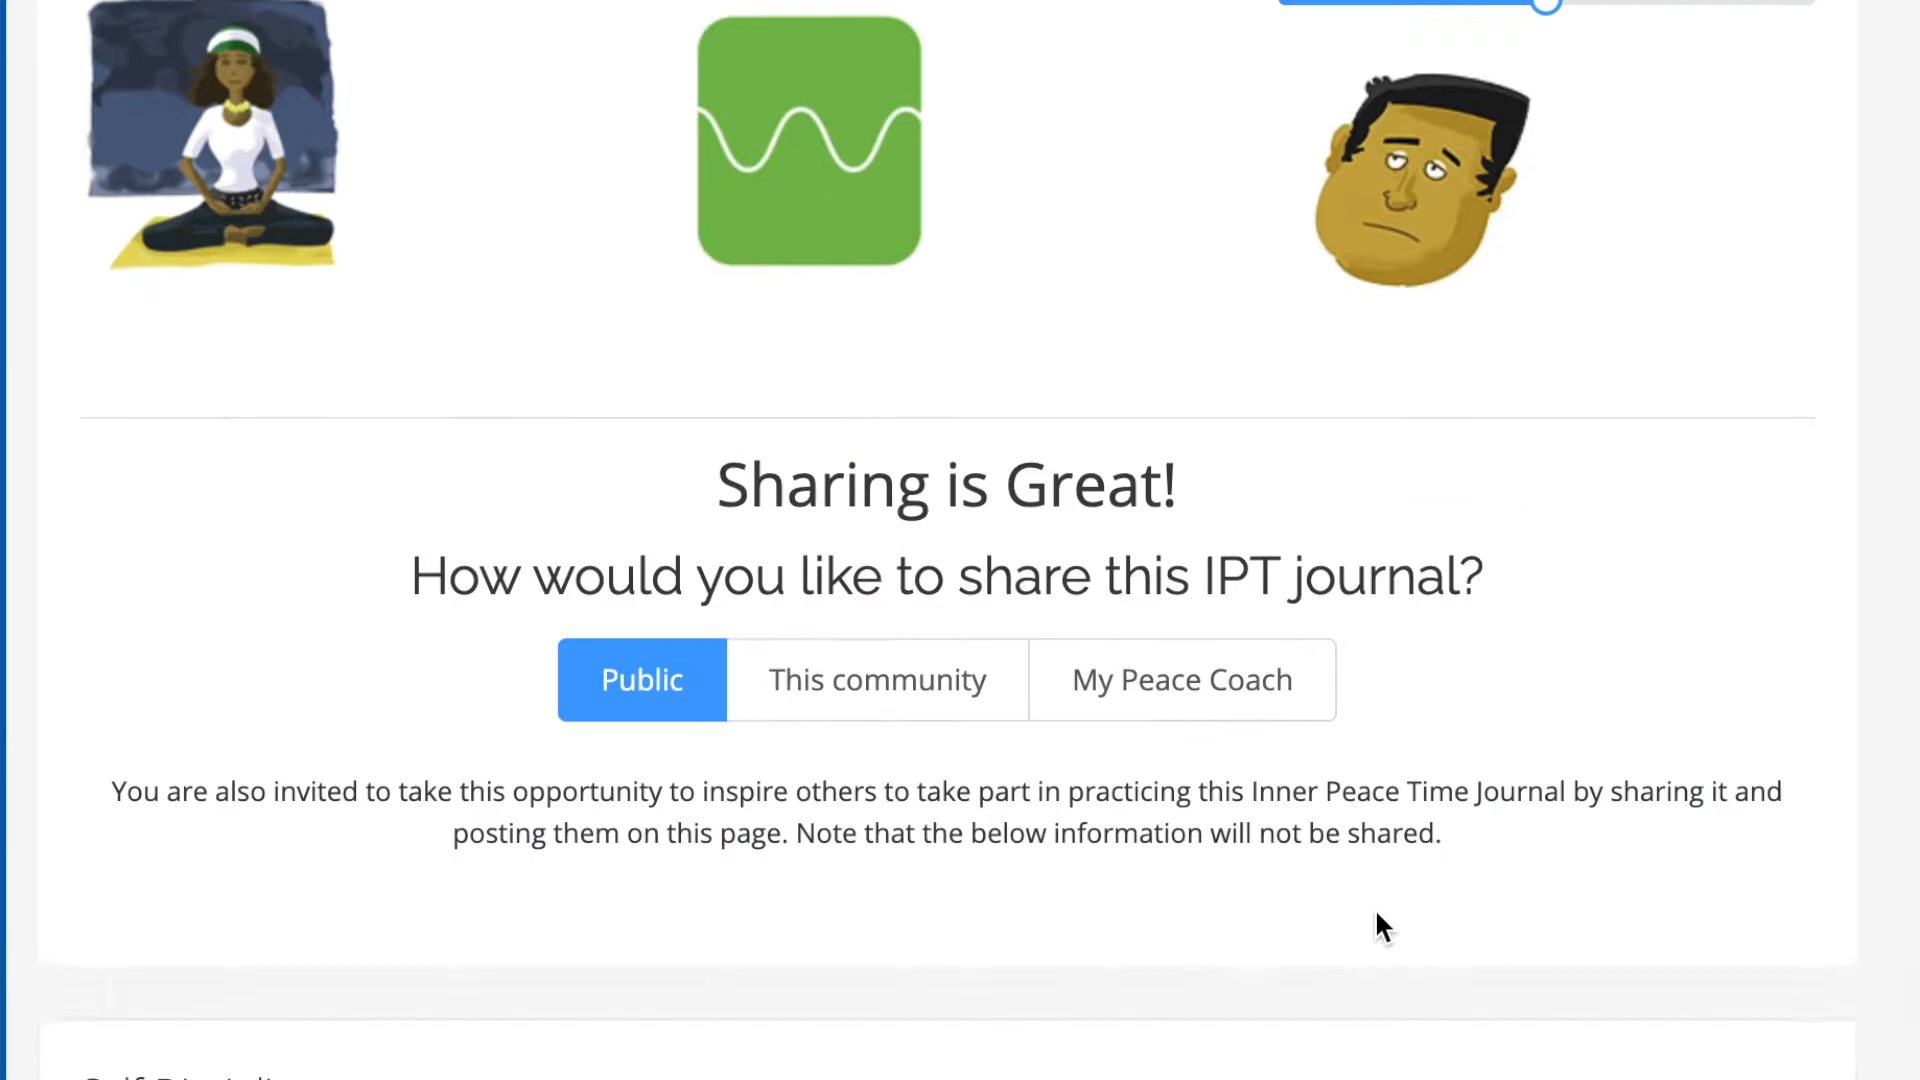 Sharing is Great!
How would you like to share this IPT journal?
Public
This community
My Peace Coach
You are also invited to take this opportunity to inspire others to take part in practicing this Inner Peace Time Journal by sharing it and
posting them on this page. Note that the below information will not be shared.